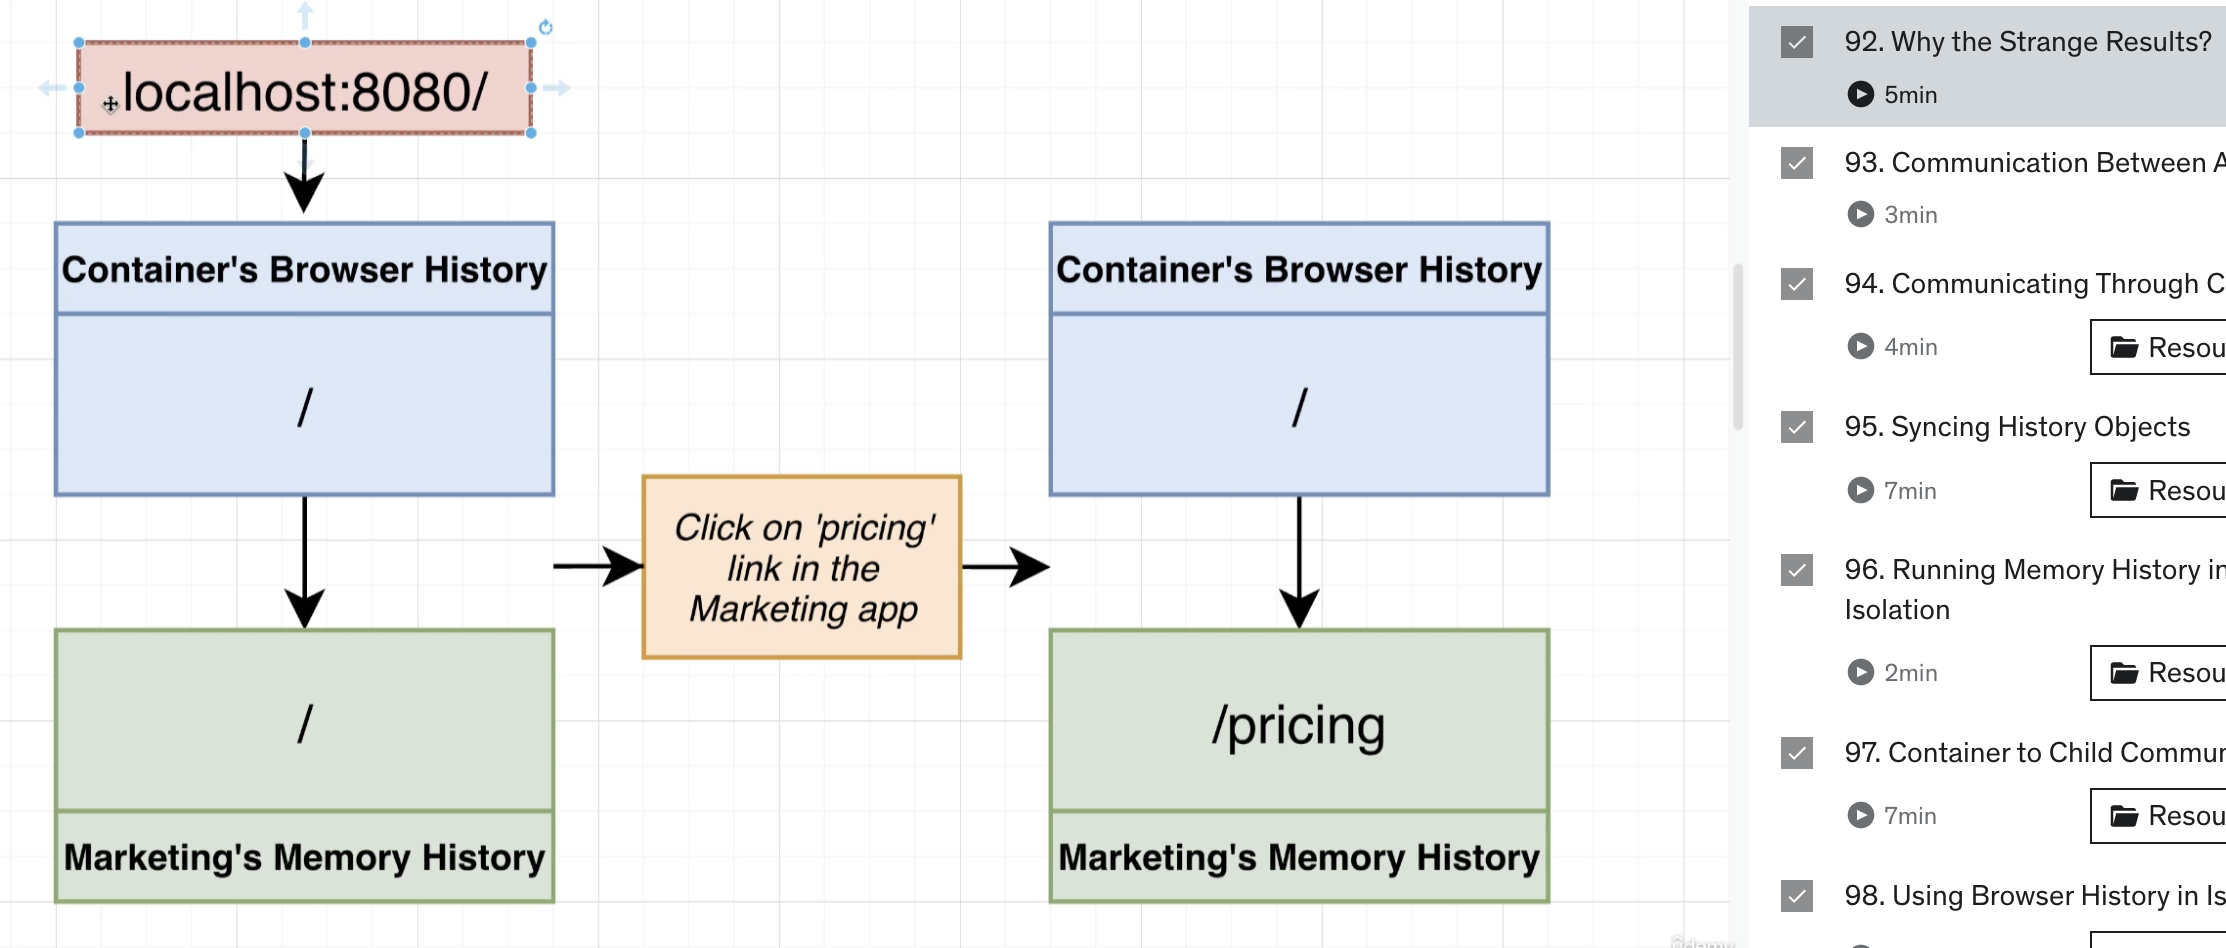 localhost:8080/
Container's Browser History
/
/
Marketing's Memory History
Click on 'pricing'
link in the
Marketing app
Container's Browser History
/
/pricing
Marketing's Memory History
92. Why the Strange Results?
5min
93. Communication Between
3min
94. Communicating Through
4min
Resou
95. Syncing History Objects
7min
Resou
96. Running Memory History in
Isolation
2min
Resou
97. Container to Child Commu
7min
Resou
98. Using Browser History in Is